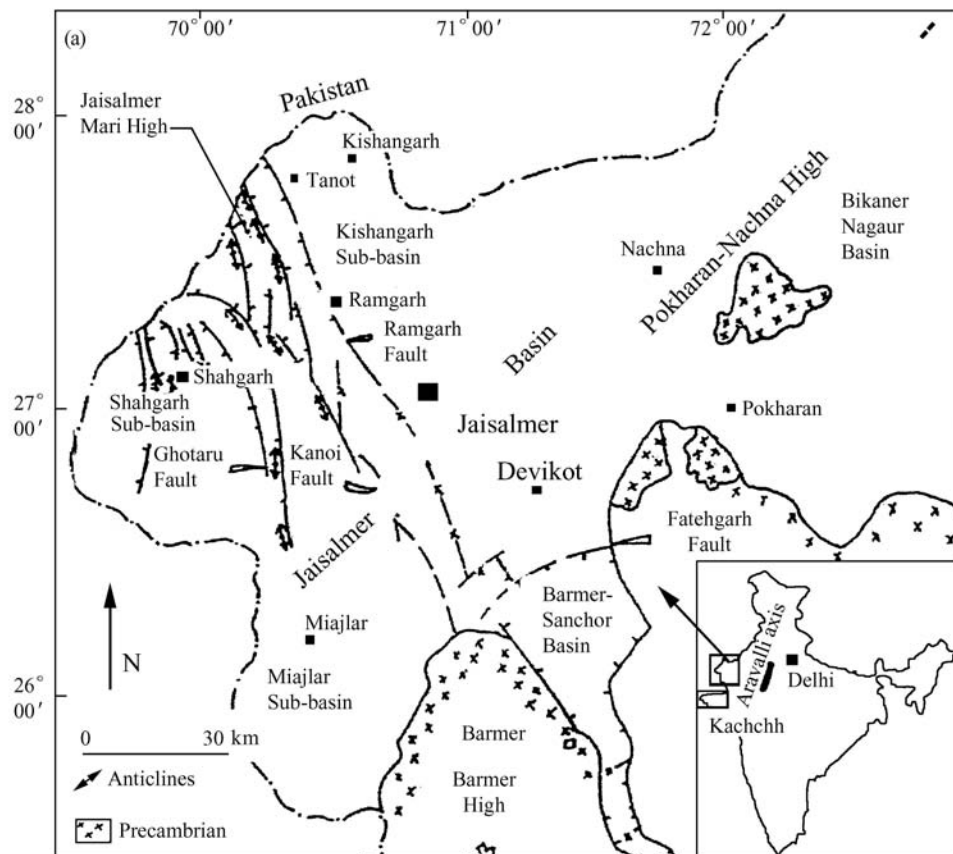 (a)
70°00'
71°00'
72°00'
28°
00'
27°
00'
26°
00'
Jaisalmer
Mari High
Pakistan
Kishangarh
Tanot
Kishangarh
Sub-basin
Ramgarh
Ramgarh
Fault
Nachna
Pokharan-Nachna High
Bikaner
Nagaur
Basin
Basin
Shahgarh
Shahgarh
Sub-basin
Ghotaru
Fault
Kanoi
Fault
Jaisalmer
Pokharan
Devikot
Jaisalmer
Fatehgarh
Fault
Barmer-
Sanchor
Basin
Miajlar
Miajlar
Sub-basin
Barmer
Barmer
High
N
0 30 km
Anticlines
Precambrian
Aravalli axis
Delhi
Kachchh